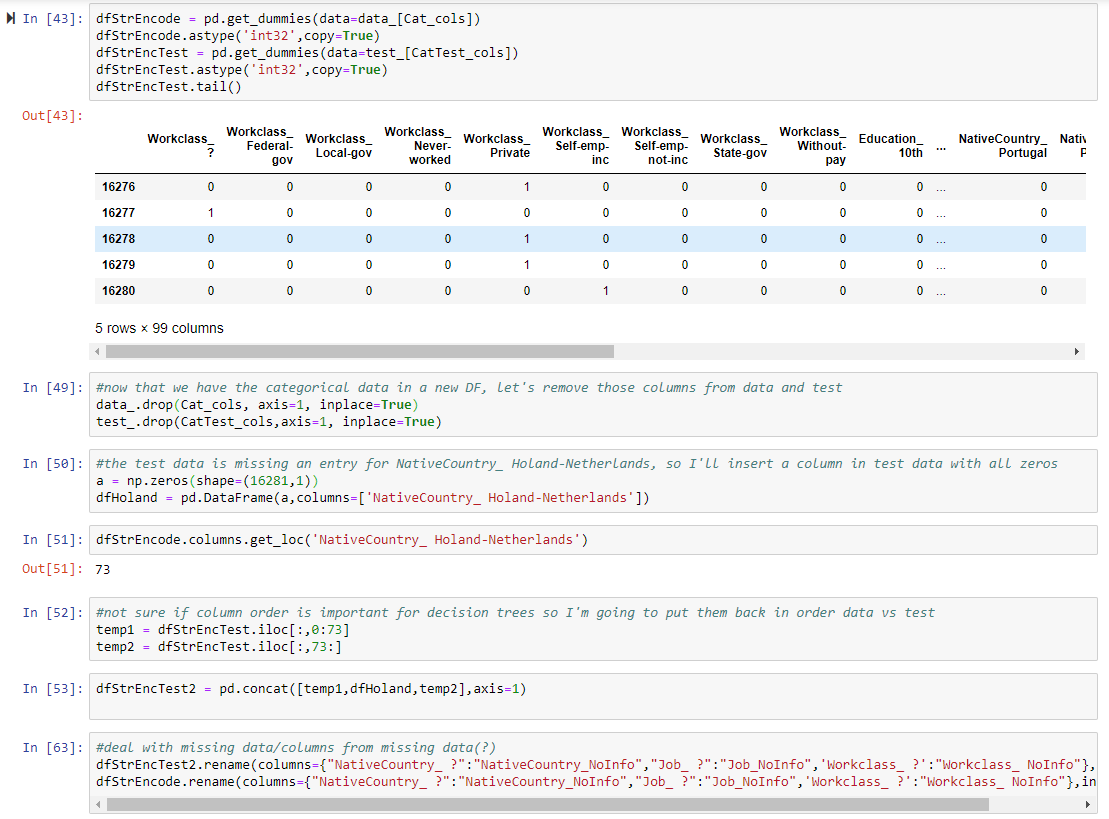 In [43]: dfStrEncode = pd.get_dummies(data=data_[Cat_cols])
dfStrEncode.astype('int32',copy=True)
dfStrEncTest = pd.get_dummies(data=test_[CatTest_cols])
dfStrEncTest.astype('int32',copy=True)
dfStrEncTest.tail()
Out[43]:
Workclass_ ? Workclass_ Federal-gov Workclass_ Local-gov Workclass_ Never-worked Workclass_ Private Workclass_ Self-emp-inc Workclass_ Self-emp-not-inc Workclass_ State-gov Workclass_ Without-pay Education_ 10th ... NativeCountry_ Portugal Nativ P
16276 0 0 0 0 1 0 0 0 0 0 ... 0
16277 1 0 0 0 0 0 0 0 0 0 ... 0
16278 0 0 0 0 1 0 0 0 0 0 ... 0
16279 0 0 0 0 1 0 0 0 0 0 ... 0
16280 0 0 0 0 0 1 0 0 0 0 ... 0
5 rows × 99 columns
In [49]: #now that we have the categorical data in a new DF, let's remove those columns from data and test
data_.drop(Cat_cols, axis=1, inplace=True)
test_.drop(CatTest_cols,axis=1, inplace=True)
In [50]: #the test data is missing an entry for NativeCountry_ Holand-Netherlands, so I'll insert a column in test data with all zeros
a = np.zeros(shape=(16281,1))
dfHoland = pd.DataFrame(a,columns=['NativeCountry_ Holand-Netherlands'])
In [51]: dfStrEncode.columns.get_loc('NativeCountry_ Holand-Netherlands')
Out[51]: 73
In [52]: #not sure if column order is important for decision trees so I'm going to put them back in order data vs test
temp1 = dfStrEncTest.iloc[:,0:73]
temp2 = dfStrEncTest.iloc[:,73:]
In [53]: dfStrEncTest2 = pd.concat([temp1,dfHoland,temp2],axis=1)
In [63]: #deal with missing data/columns from missing data(?)
dfStrEncTest2.rename(columns={"NativeCountry_ ?":"NativeCountry_NoInfo","Job_ ?":"Job_NoInfo",'Workclass_ ?':"Workclass_ NoInfo"},
dfStrEncode.rename(columns={"NativeCountry_ ?":"NativeCountry_NoInfo","Job_ ?":"Job_NoInfo",'Workclass_ ?':"Workclass_ NoInfo"},in